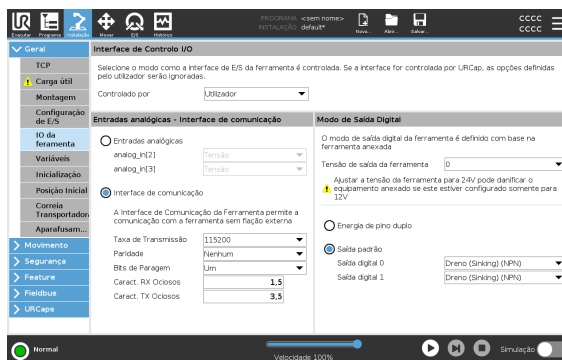 Executar
Programa
Instalação
Mover
E/S
Histórico
PROGRAMA <sem nome>
INSTALAÇÃO default*
Novo...
Abrir...
Salvar...
CCCC
CCCC
Geral
TCP
Carga útil
Montagem
Configuração
de E/S
IO da
feramenta
Variáveis
Inicialização
Posição Inicial
Correia
Transportadora
Aparafusam...
Movimento
Segurança
Feature
Fieldbus
URCaps
Interface de Controlo I/O
Selecione o modo como a interface de E/S da ferramenta é controlada. Se a interface for controlada por URCap, as opções definidas
pelo utilizador serão ignoradas.
Controlado por
Utilizador
Entradas analógicas - Interface de comunicação
Entradas analógicas
analog_in[2]
Tensão
analog_in[3]
Tensão
Interface de comunicação
A Interface de Comunicação da Ferramenta permite a
comunicação com a ferramenta sem fiação externa
Taxa de Transmissão
115200
Paridade
Nenhum
Bits de Paragem
Um
Caract. RX Ociosos
1,5
Caract. TX Ociosos
3,5
Modo de Saída Digital
O modo de saída digital da ferramenta é definido com base na
ferramenta anexada
Tensão de saída da ferramenta
0
Ajustar a tensão da ferramenta para 24V pode danificar o
equipamento anexado se este estiver configurado somente para
12V
Energia de pino duplo
Saída padrão
Saída digital 0
Dreno (Sinking) (NPN)
Saída digital 1
Dreno (Sinking) (NPN)
Normal
Velocidade 100%
Simulação